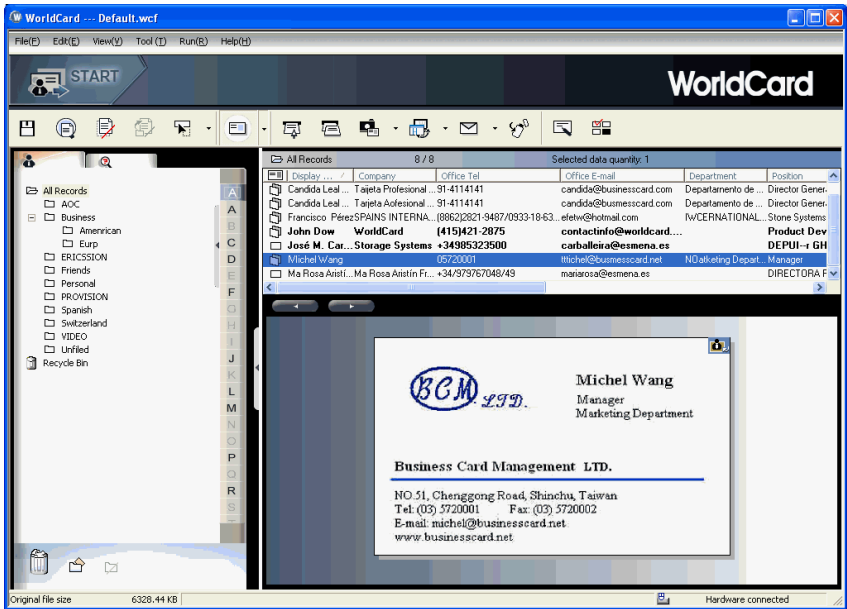 WorldCard --- Default.wcf
File(F) Edit(E) View(V) Tool (T) Run(R) Help(H)
START
WorldCard
All Records 8 / 8 Selected data quantity: 1
Display ... Company Office Tel Office E-mail Department Position
Candida Leal ... Taijeta Profesional ... 91-4114141 candida@businesscard.com Departamento de ... Director Gener
Candida Leal ... Tarjeta Aofesional ... 91-4114141 candida@businesscard.com Departamento de ... Director Gener
Francisco Pérez SPAINS INTERNA... (8862)2821-9487/0933-18-63... efetw@hotmail.com IWCERNATIONAL... Stone Systems
John Dow WorldCard (415)421-2875 contactinfo@worldcard.... Product Dev
José M. Car... Storage Systems +34985323500 carballeira@esmena.es DEPUI--r GH
Michel Wang 05720001 tttichel@busmesscard.net NOatketing Depart... Manager
Ma Rosa Aristí... Ma Rosa Aristín Fr... +34/979767048/49 mariarosa@esmena.es DIRECTORA F
All Records
AOC
Business
Amenrican
Eurp
ERICSSION
Friends
Personal
PROVISION
Spanish
Switzerland
VIDEO
Unfiled
Recycle Bin
A
A
B
C
D
E
F
G
H
I
J
K
L
M
N
O
P
Q
R
S
BCM. LTD.
Michel Wang
Manager
Marketing Department
Business Card Management LTD.
NO.51, Chenggong Road, Shinchu, Taiwan
Tel: (03) 5720001 Fax: (03) 5720002
E-mail: michel@businesscard.net
www.businesscard.net
Original file size 6328.44 KB Hardware connected